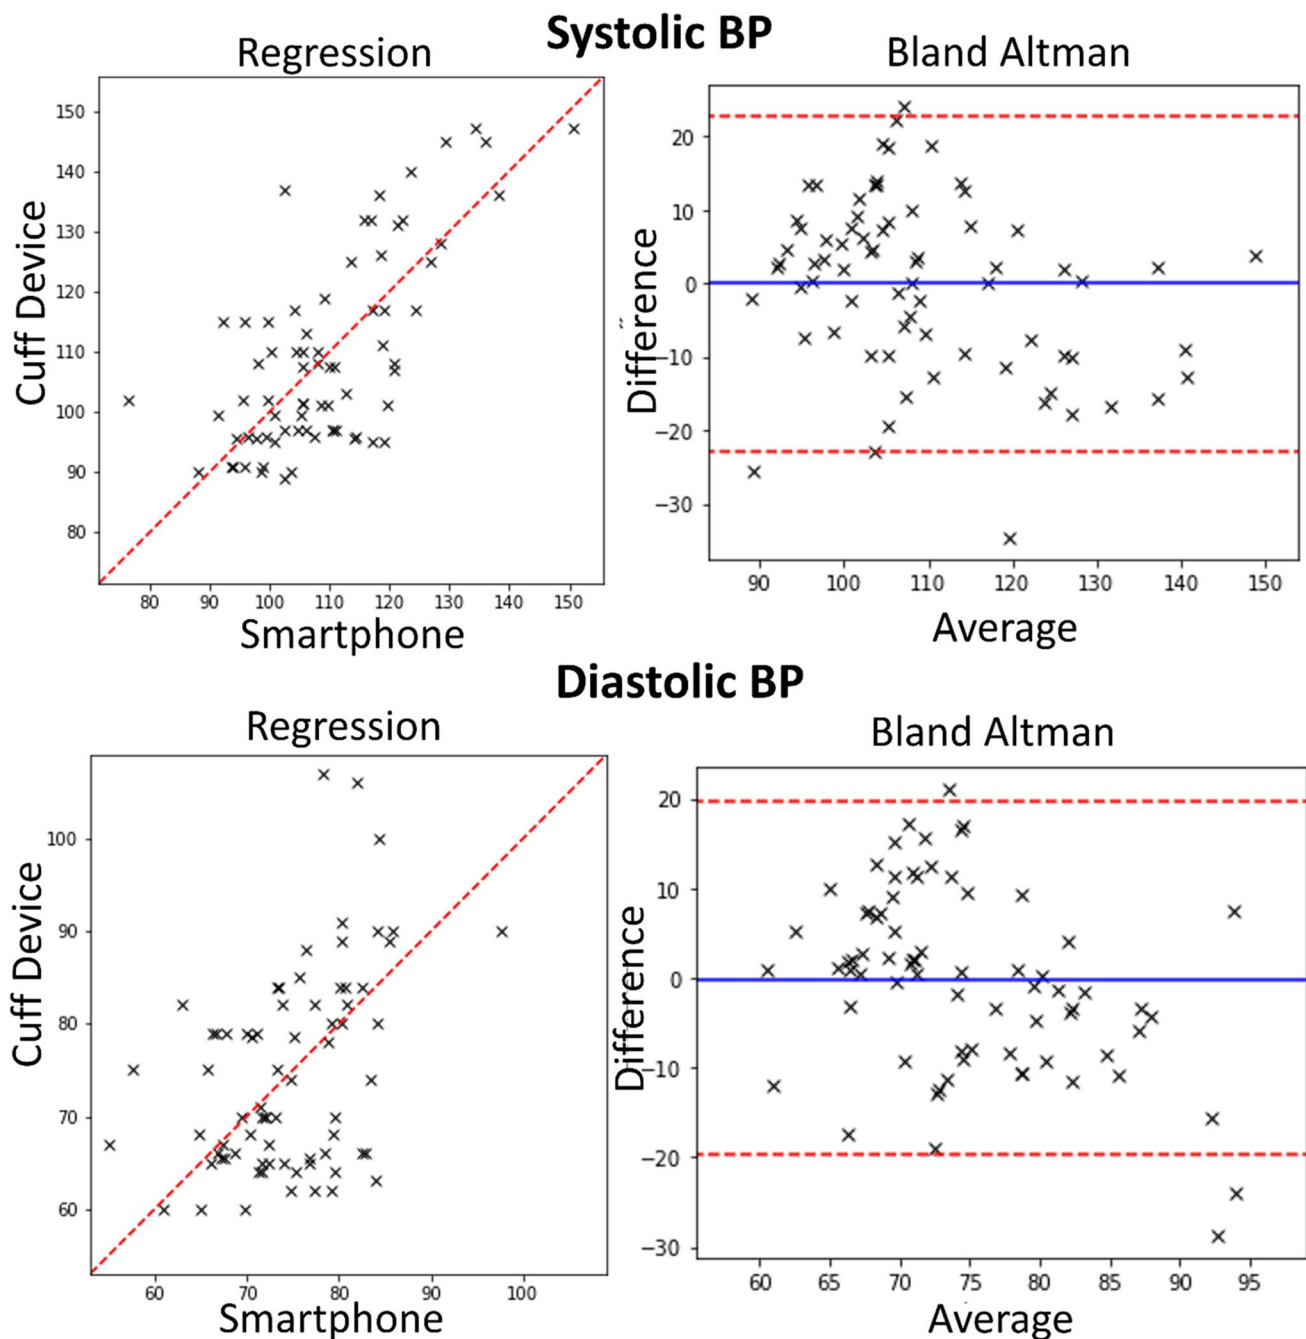 Systolic BP
Regression
Bland Altman
150
140
130
120
110
100
90
80
Cuff Device
80 90 100 110 120 130 140 150
Smartphone
20
10
0
−10
−20
−30
Difference
90 100 110 120 130 140 150
Average
Diastolic BP
Regression
Bland Altman
100
90
80
70
60
Cuff Device
60 70 80 90 100
Smartphone
20
10
0
−10
−20
−30
Difference
60 65 70 75 80 85 90 95
Average